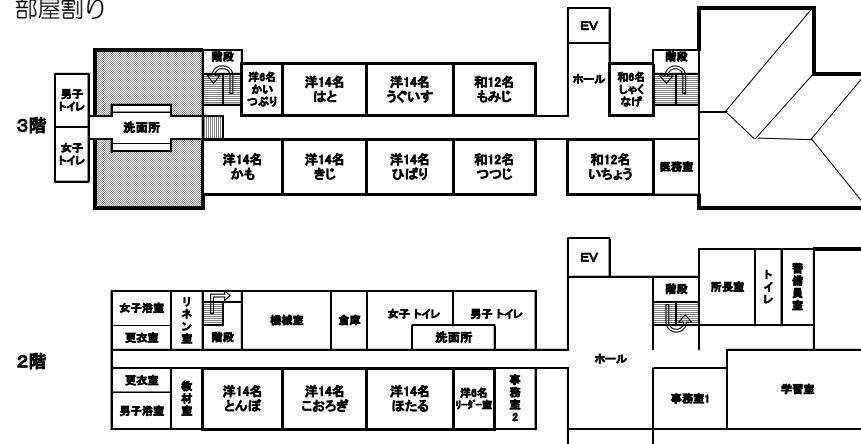 部屋割り
EV
階段
階段
洋6名
かい
つぶり
洋14名
はと
洋14名
うぐいす
和12名
もみじ
ホール
和6名
しゃく
なげ
男子
トイレ
3階
洗面所
女子
トイレ
洋14名
かも
洋14名
きじ
洋14名
ひばり
和12名
つつじ
和12名
いちょう
医務室
EV
女子浴室
リネン室
階段
機械室
倉庫
女子 トイレ
男子 トイレ
階段
所長室
トイレ
警備員室
更衣室
洗面所
2階
ホール
更衣室
男子浴室
教材室
洋14名
とんぼ
洋14名
こおろぎ
洋14名
ほたる
洋6名
リーダー室
事務室2
事務室1
学習室